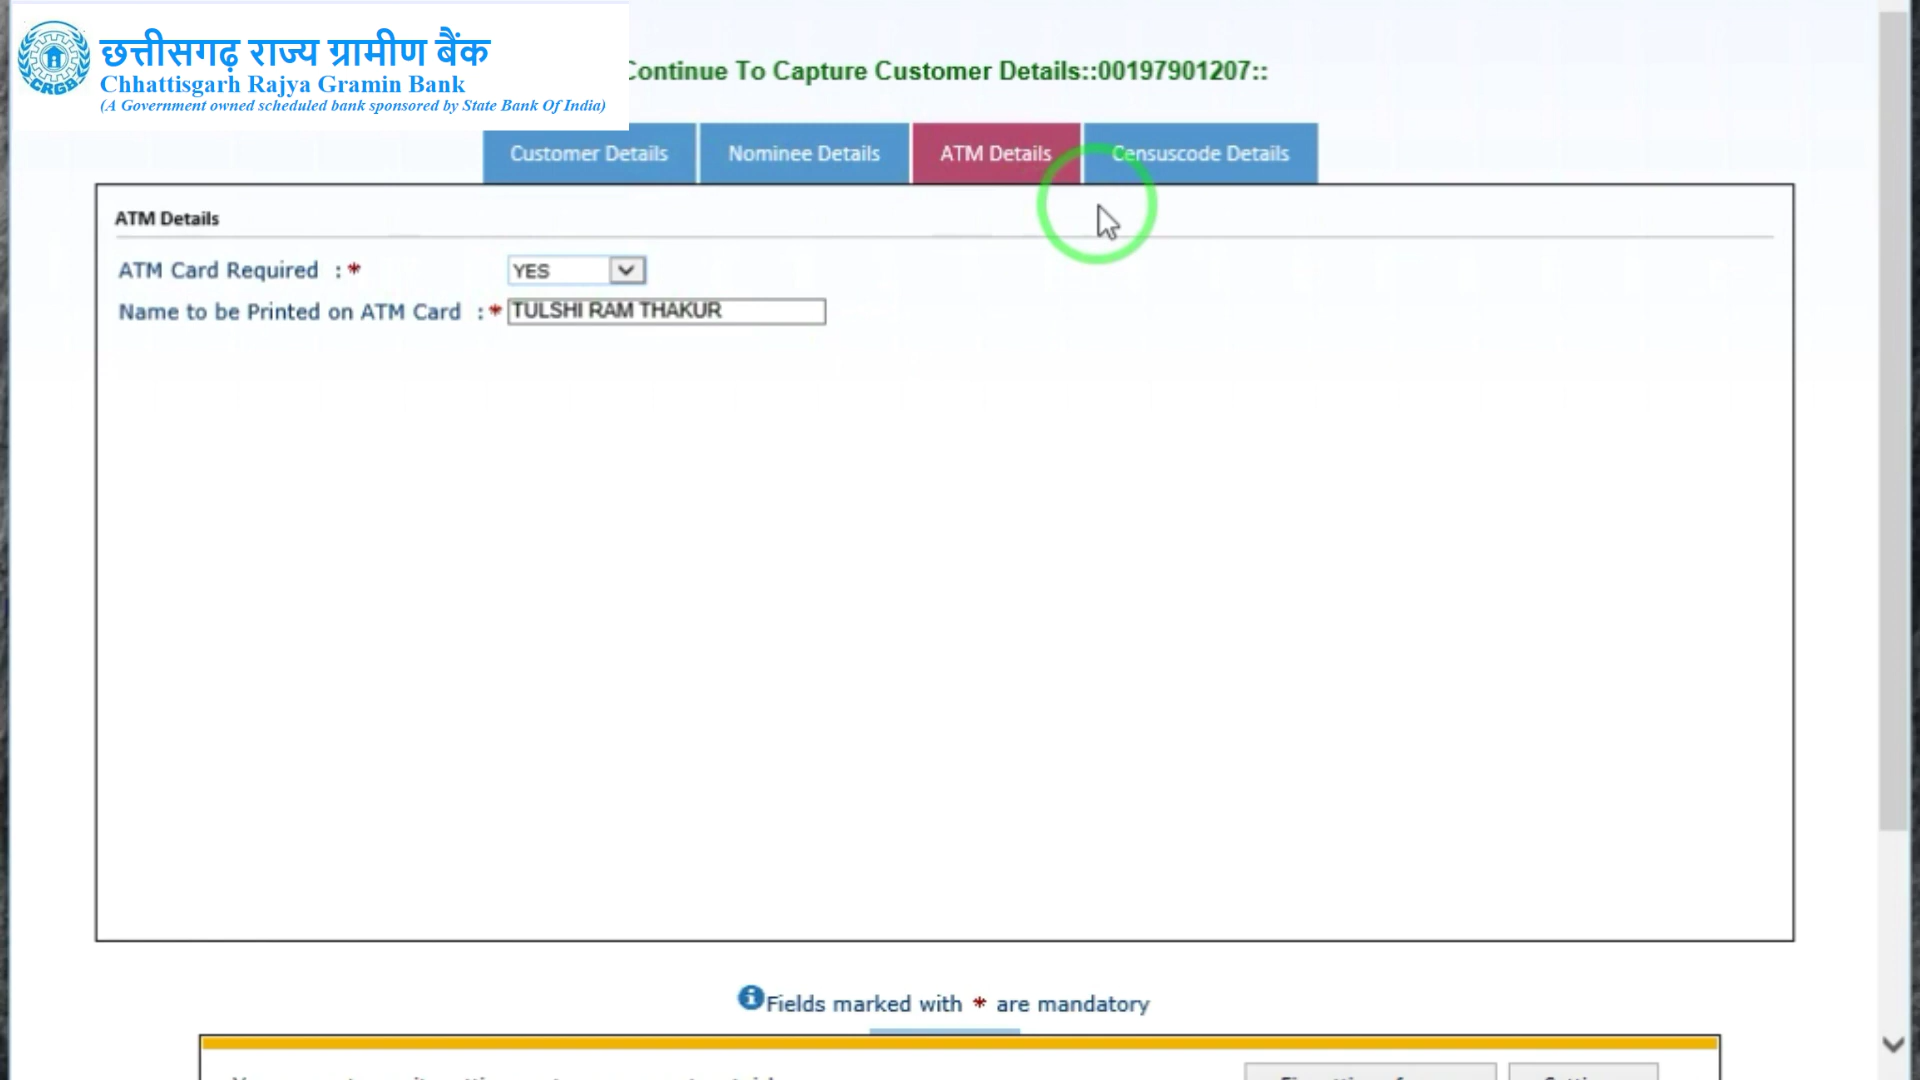 छत्तीसगढ़ राज्य ग्रामीण बैंक
Chhattisgarh Rajya Gramin Bank
(A Government owned scheduled bank sponsored by State Bank Of India)
CRGB
Continue To Capture Customer Details::00197901207::
Customer Details Nominee Details ATM Details Censuscode Details
ATM Details
ATM Card Required :* YES
Name to be Printed on ATM Card :* TULSHI RAM THAKUR
Fields marked with * are mandatory